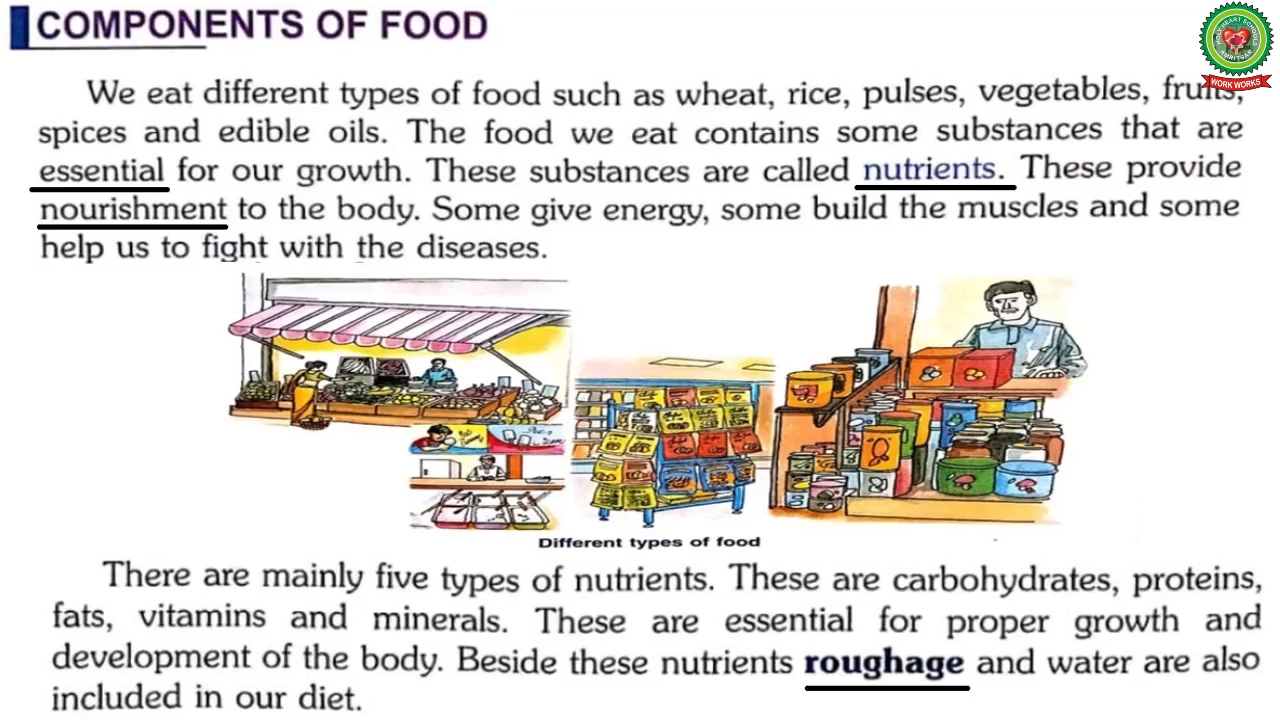 COMPONENTS OF FOOD
HOLY HEART SCHOOLS
AMRITSAR
WORK WORKS
We eat different types of food such as wheat, rice, pulses, vegetables, fruits,
spices and edible oils. The food we eat contains some substances that are
essential for our growth. These substances are called nutrients. These provide
nourishment to the body. Some give energy, some build the muscles and some
help us to fight with the diseases.
Different types of food
There are mainly five types of nutrients. These are carbohydrates, proteins,
fats, vitamins and minerals. These are essential for proper growth and
development of the body. Beside these nutrients roughage and water are also
included in our diet.